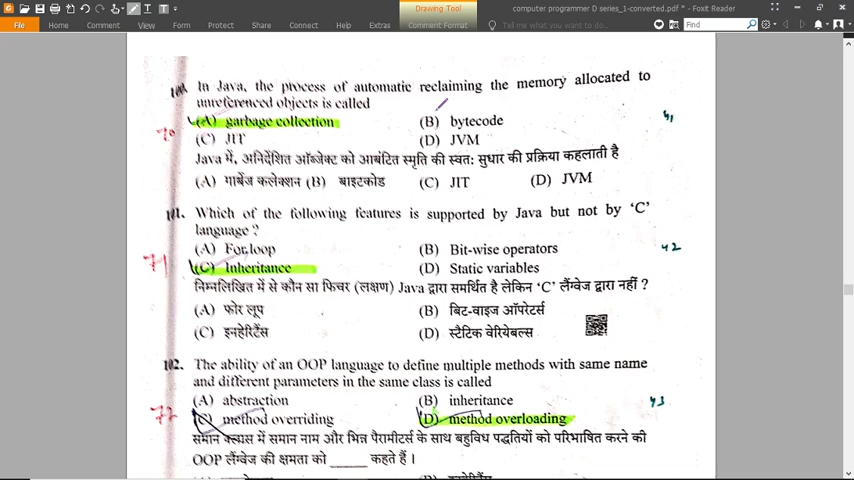 Drawing Tool
computer programmer D series_1-converted.pdf * - Foxit Reader
File Home Comment View Form Protect Share Help Extras Comment Format Tell me what you want to do... Find
100. In Java, the process of automatic reclaiming the memory allocated to
unreferenced objects is called
70 (A) garbage collection (B) bytecode 41
(C) JIT (D) JVM
Java में, अनिर्देशित ऑब्जेक्ट को आबंटित स्मृति की स्वतः सुधार की प्रक्रिया कहलाती है
(A) गार्बेज कलेक्शन (B) बाइटकोड (C) JIT (D) JVM
101. Which of the following features is supported by Java but not by ‘C’
language ?
(A) For loop (B) Bit-wise operators 42
71 (C) Inheritance (D) Static variables
निम्नलिखित में से कौन सा फिचर (लक्षण) Java द्वारा समर्थित है लेकिन ‘C’ लैंग्वेज द्वारा नहीं ?
(A) फोर लूप (B) बिट-वाइज ऑपरेटर्स
(C) इनहेरिटैंस (D) स्टैटिक वेरियेबल्स
102. The ability of an OOP language to define multiple methods with same name
and different parameters in the same class is called
(A) abstraction (B) inheritance 43
72 (C) method overriding (D) method overloading
समान क्लास में समान नाम और भिन्न पैरामीटर्स के साथ बहुविध पद्धतियों को परिभाषित करने की
OOP लैंग्वेज की क्षमता को _____ कहते हैं ।